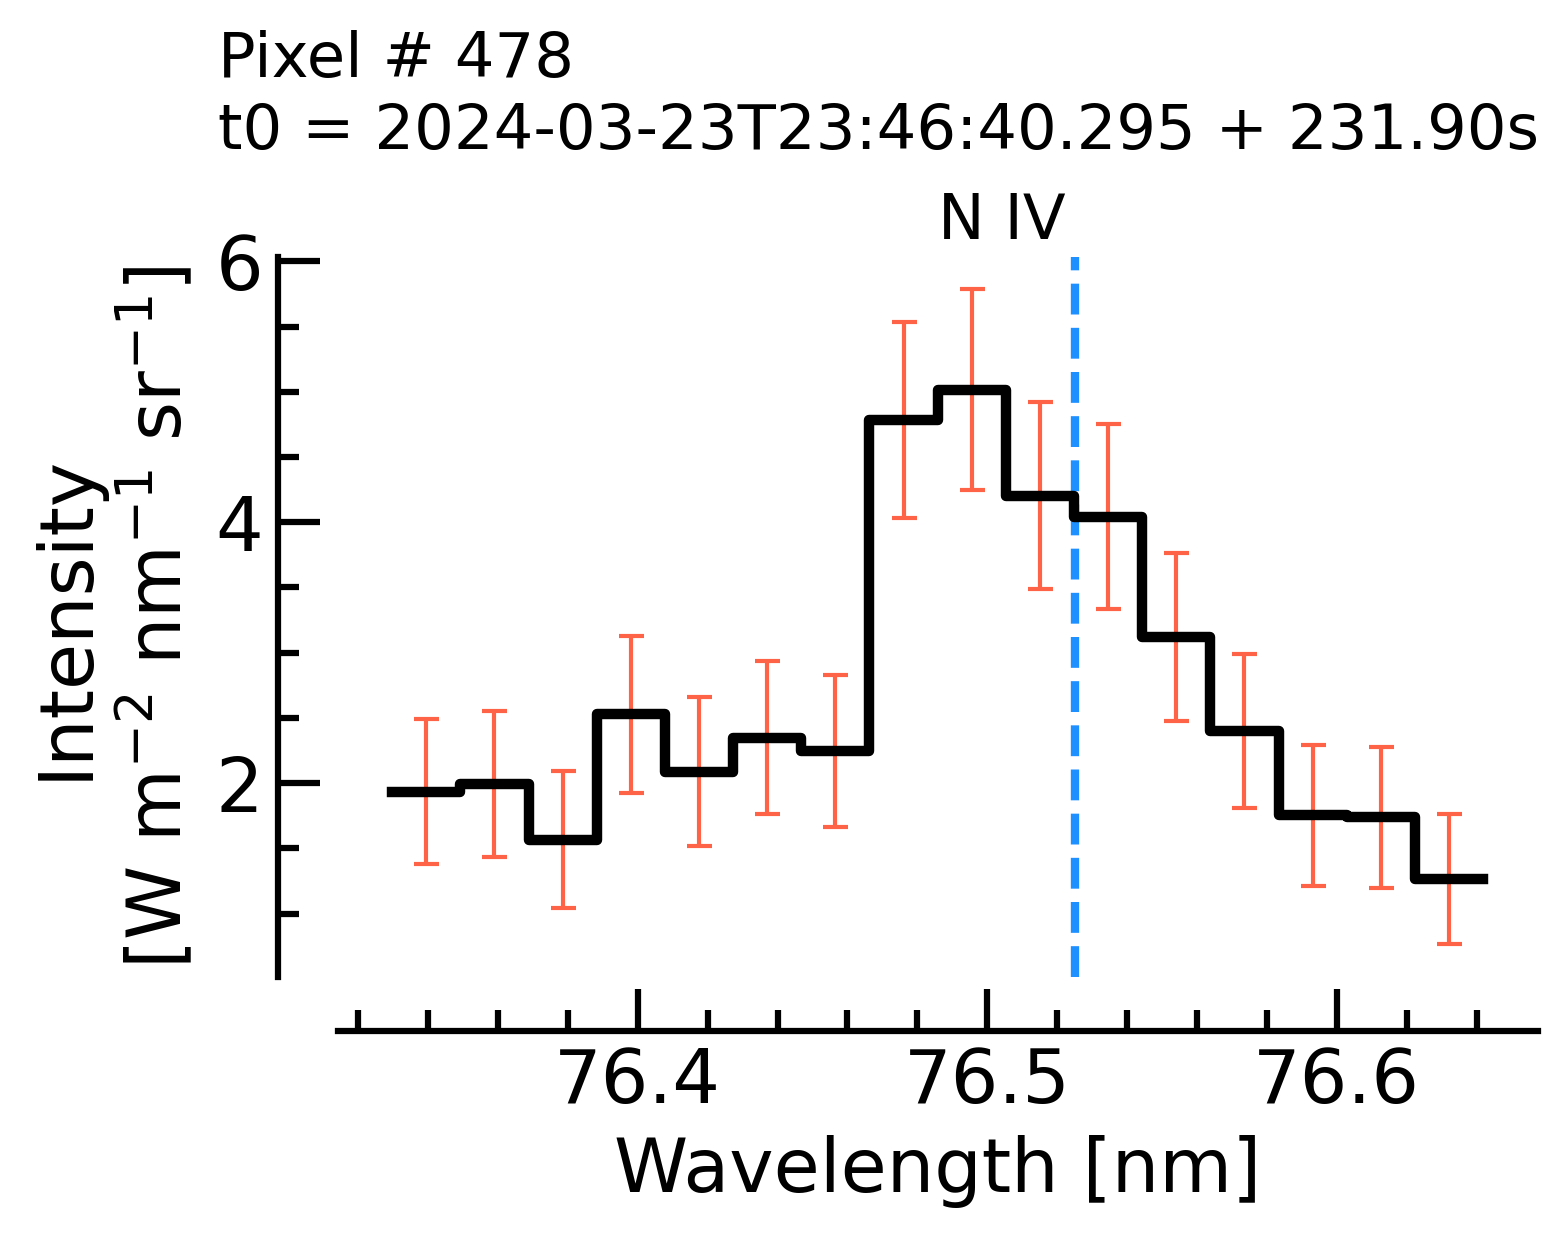 Pixel # 478
t0 = 2024-03-23T23:46:40.295 + 231.90s
N IV
6
4
2
Intensity
[W m⁻² nm⁻¹ sr⁻¹]
76.4 76.5 76.6
Wavelength [nm]